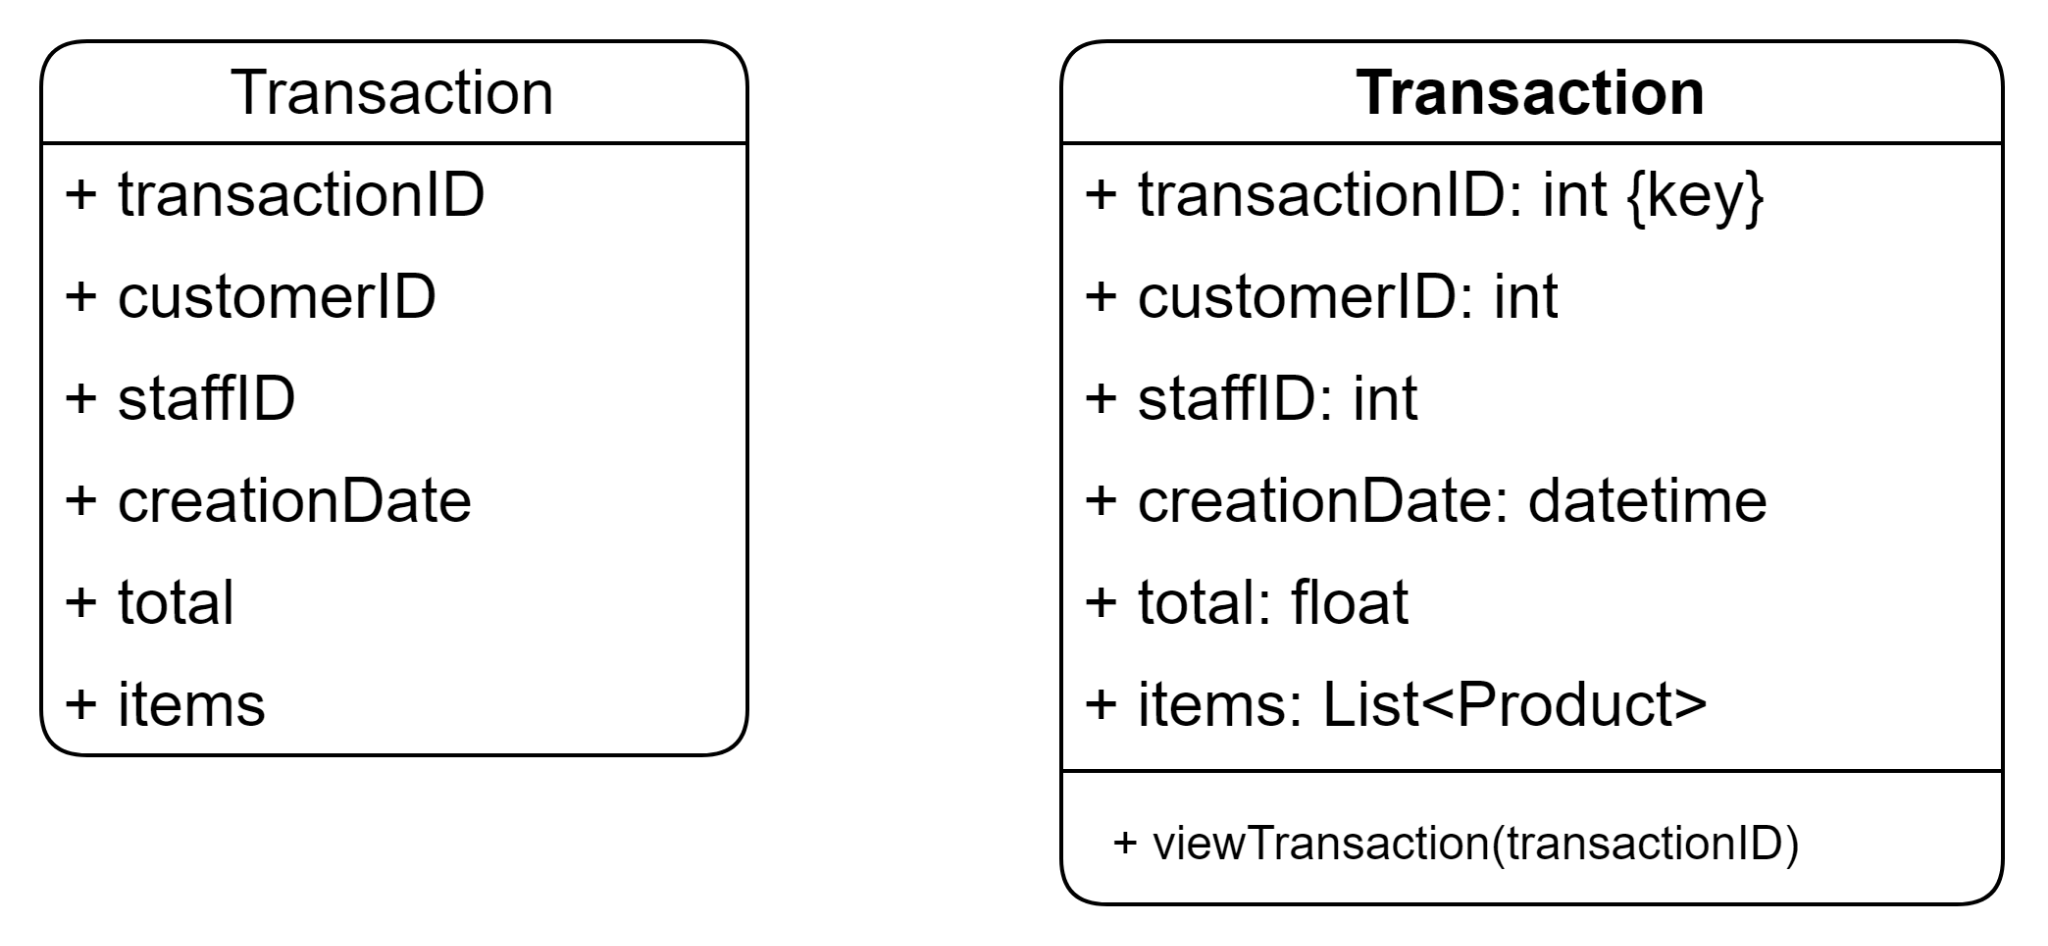 Transaction
+ transactionID
+ customerID
+ staffID
+ creationDate
+ total
+ items
Transaction
+ transactionID: int {key}
+ customerID: int
+ staffID: int
+ creationDate: datetime
+ total: float
+ items: List<Product>
+ viewTransaction(transactionID)